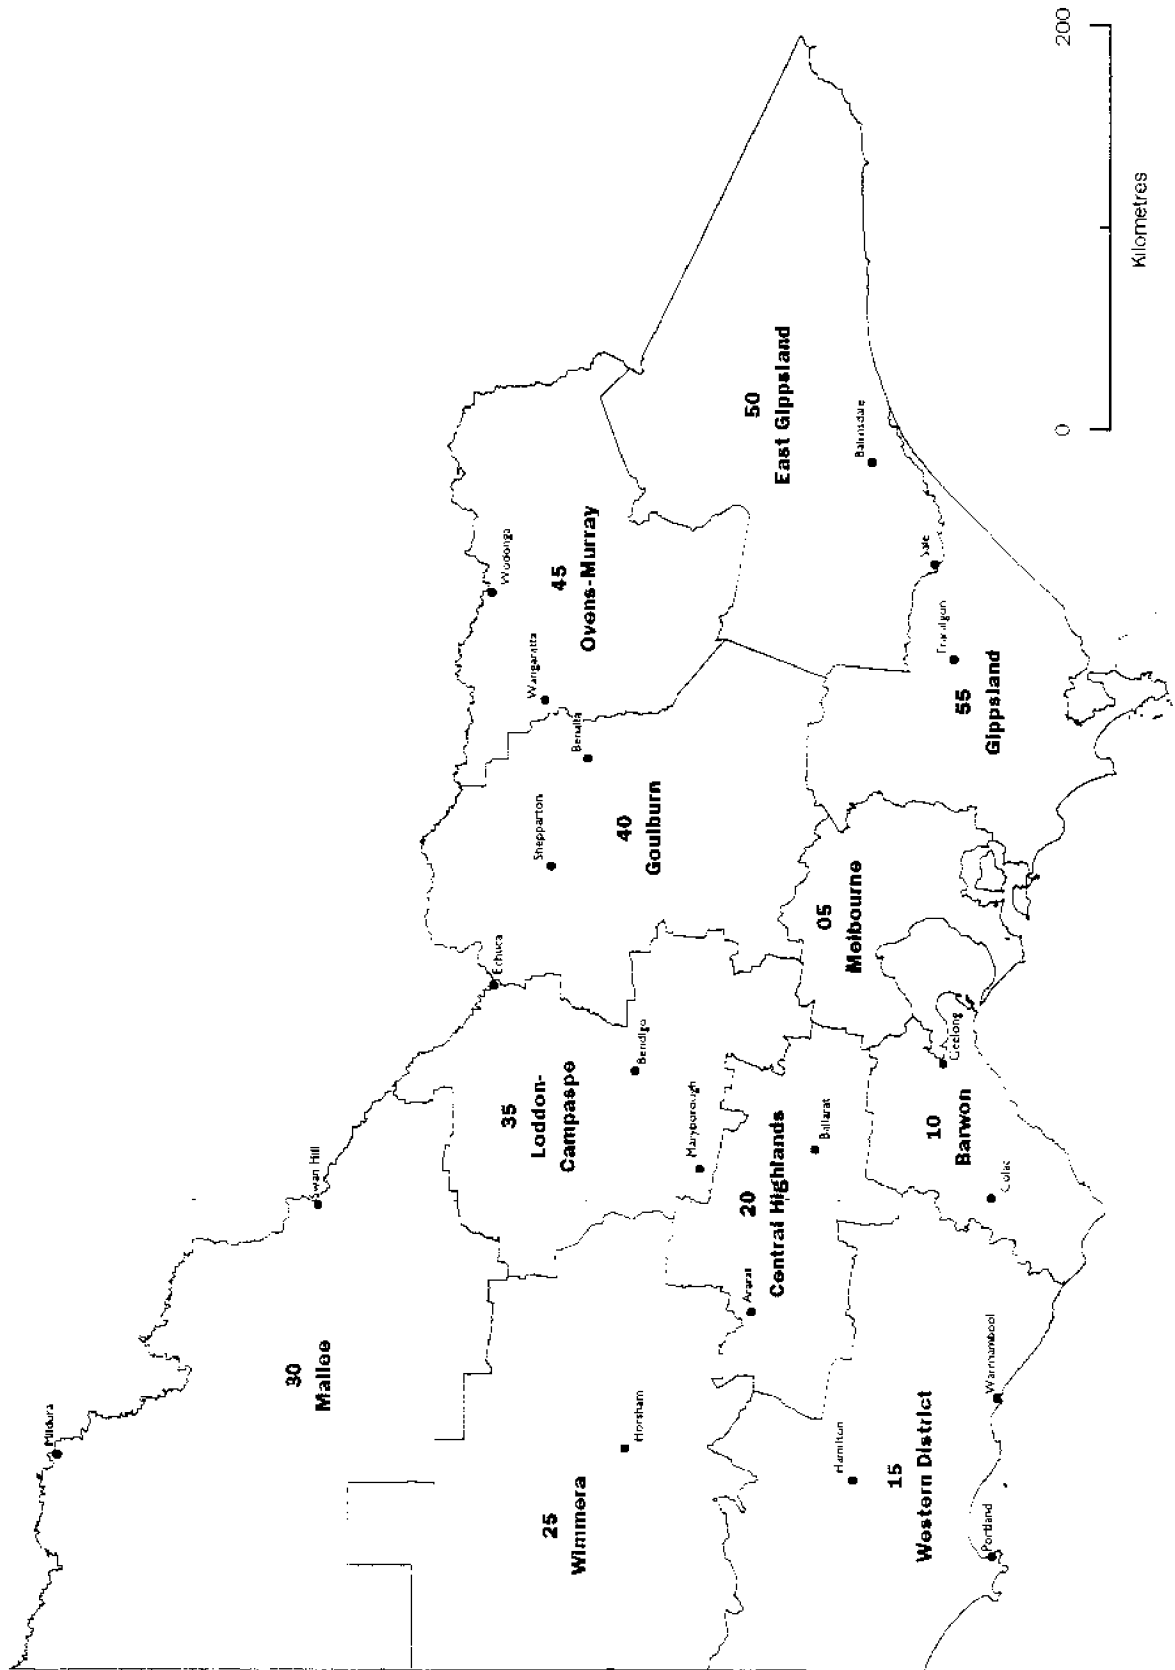 Mildura
30
Mallee
Swan Hill
25
Wimmera
Horsham
35
Loddon-
Campaspe
Echuca
Bendigo
Maryborough
Shepparton
40
Goulburn
Benalla
Wangaratta
Wodonga
45
Ovens-Murray
Ararat
20
Central Highlands
Ballarat
05
Melbourne
50
East Gippsland
Bairnsdale
Hamilton
15
Western District
Portland
Warrnambool
Colac
10
Barwon
Geelong
55
Gippsland
Traralgon
Sale
0
200
Kilometres